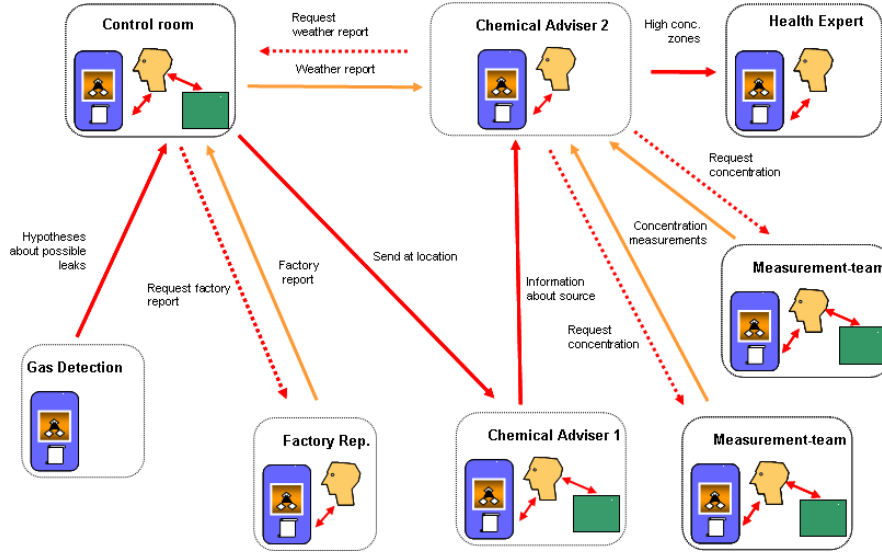 Control room
Request
weather report
Weather report
Chemical Adviser 2
High conc.
zones
Health Expert
Request
concentration
Hypotheses
about possible
leaks
Request factory
report
Factory
report
Send at location
Information
about source
Request
concentration
Concentration
measurements
Measurement-team
Gas Detection
Factory Rep.
Chemical Adviser 1
Measurement-team